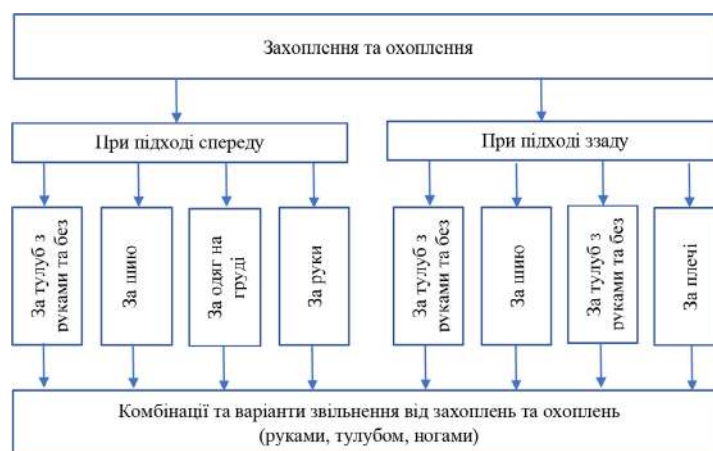 Захоплення та охоплення
При підході спереду
При підході ззаду
За тулуб з
руками та без
За шию
За одяг на
груді
За руки
За тулуб з
руками та без
За шию
За тулуб з
руками та без
За плечі
Комбінації та варіанти звільнення від захоплень та охоплень
(руками, тулубом, ногами)